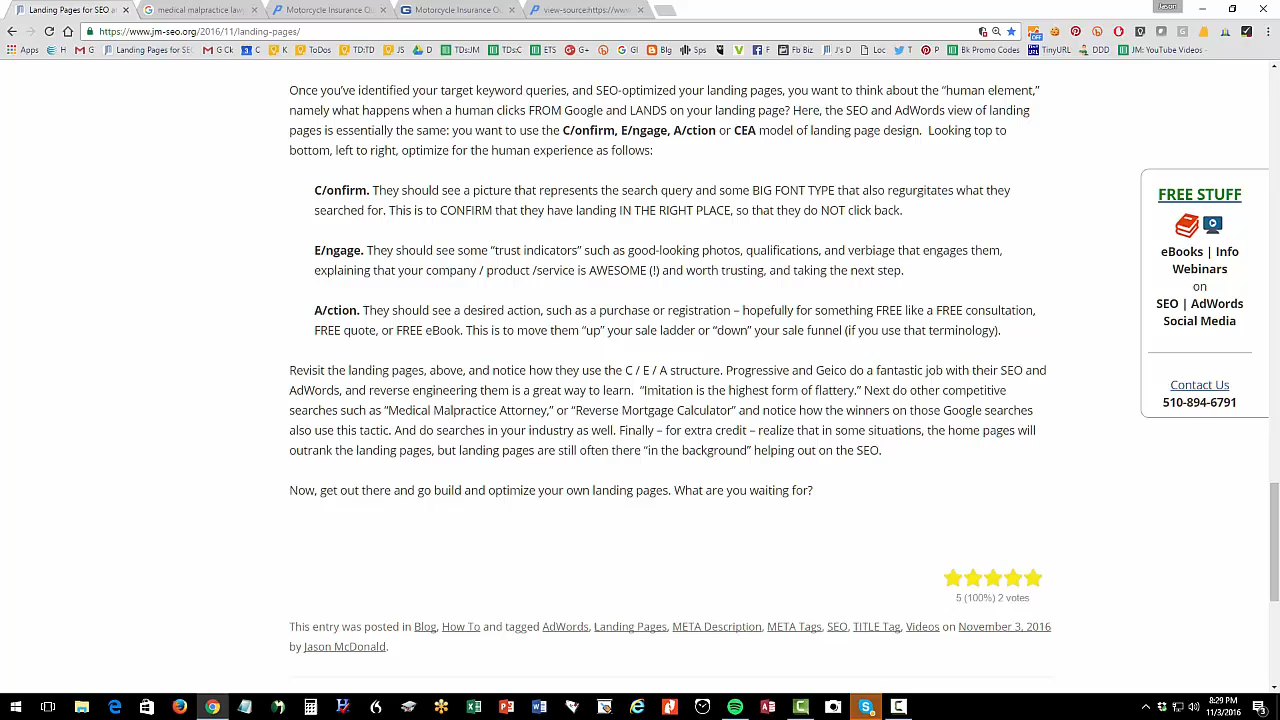 Landing Pages for SEO a
medical malpractice law
Motorcycle Insurance Qu
Motorcycle Insurance Qu
view-source:https://www
Jason
https://www.jm-seo.org/2016/11/landing-pages/
Apps
H
G
Landing Pages for SEC
G Ck
C
K
ToDos
TD:TD
JS
D
TDsJM
TDsC
ETS
G+
GI
Blg
Sps
V
F
Fb Biz
J's D
Loc
T
P
Bk Promo Codes
TinyURL
DDD
JM: YouTube Videos -
Once you've identified your target keyword queries, and SEO-optimized your landing pages, you want to think about the "human element,"
namely what happens when a human clicks FROM Google and LANDS on your landing page? Here, the SEO and AdWords view of landing
pages is essentially the same: you want to use the C/onfirm, E/ngage, A/ction or CEA model of landing page design. Looking top to
bottom, left to right, optimize for the human experience as follows:
C/onfirm. They should see a picture that represents the search query and some BIG FONT TYPE that also regurgitates what they
searched for. This is to CONFIRM that they have landing IN THE RIGHT PLACE, so that they do NOT click back.
E/ngage. They should see some "trust indicators" such as good-looking photos, qualifications, and verbiage that engages them,
explaining that your company / product /service is AWESOME (!) and worth trusting, and taking the next step.
A/ction. They should see a desired action, such as a purchase or registration – hopefully for something FREE like a FREE consultation,
FREE quote, or FREE eBook. This is to move them "up" your sale ladder or "down" your sale funnel (if you use that terminology).
Revisit the landing pages, above, and notice how they use the C / E / A structure. Progressive and Geico do a fantastic job with their SEO and
AdWords, and reverse engineering them is a great way to learn. "Imitation is the highest form of flattery." Next do other competitive
searches such as "Medical Malpractice Attorney," or "Reverse Mortgage Calculator" and notice how the winners on those Google searches
also use this tactic. And do searches in your industry as well. Finally – for extra credit – realize that in some situations, the home pages will
outrank the landing pages, but landing pages are still often there "in the background" helping out on the SEO.
Now, get out there and go build and optimize your own landing pages. What are you waiting for?
FREE STUFF
eBooks | Info
Webinars
on
SEO | AdWords
Social Media
Contact Us
510-894-6791
5 (100%) 2 votes
This entry was posted in Blog, How To and tagged AdWords, Landing Pages, META Description, META Tags, SEO, TITLE Tag, Videos on November 3, 2016
by Jason McDonald.
8:29 PM
11/3/2016